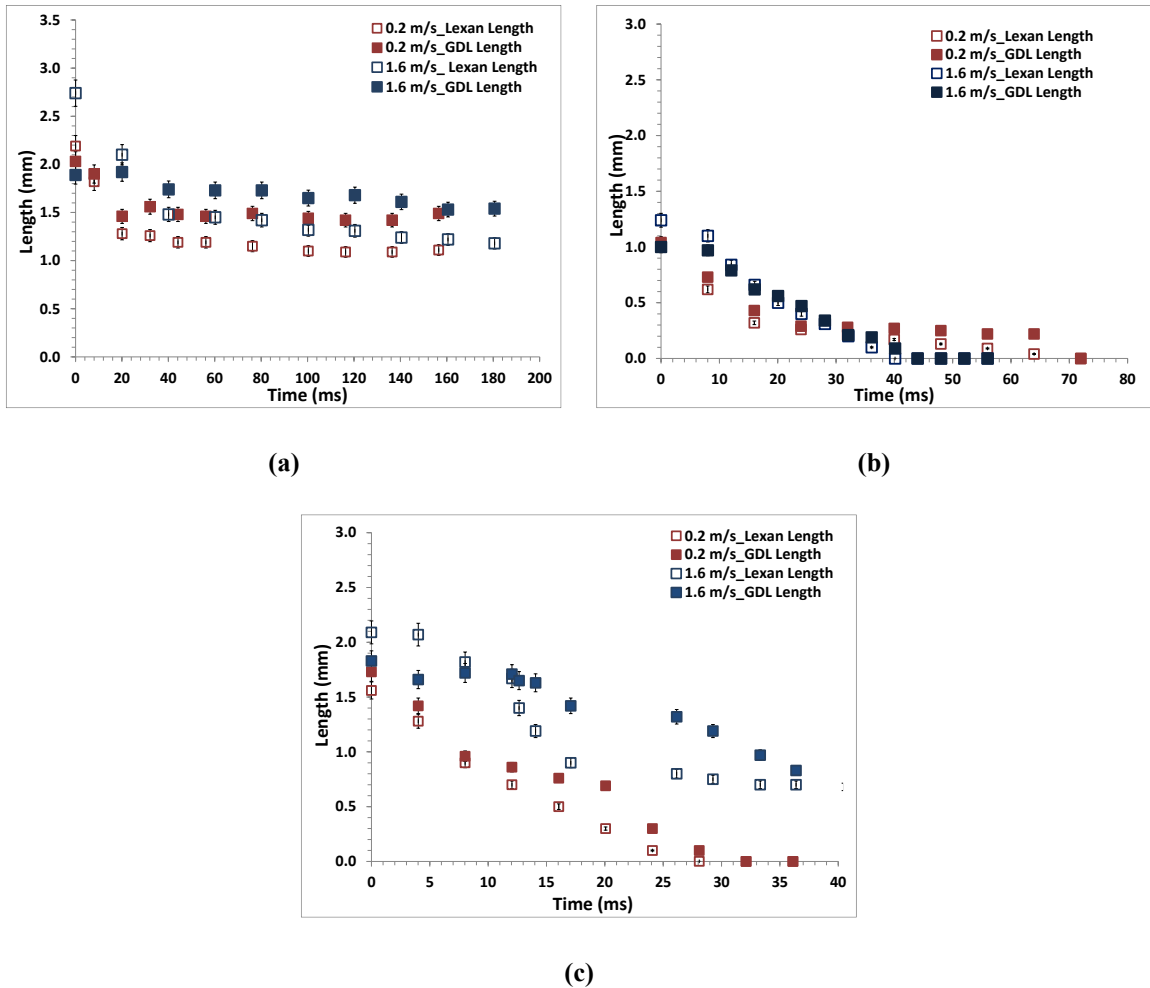 3.5
3.0
2.5
2.0
1.5
1.0
0.5
0.0
Length (mm)
0.2 m/s_Lexan Length
0.2 m/s_GDL Length
1.6 m/s_ Lexan Length
1.6 m/s_GDL Length
0 20 40 60 80 100 120 140 160 180 200
Time (ms)
(a)
3.0
2.5
2.0
1.5
1.0
0.5
0.0
Length (mm)
0.2 m/s_Lexan Length
0.2 m/s_GDL Length
1.6 m/s_Lexan Length
1.6 m/s_GDL Length
0 10 20 30 40 50 60 70 80
Time (ms)
(b)
3.0
2.5
2.0
1.5
1.0
0.5
0.0
Length (mm)
0.2 m/s_Lexan Length
0.2 m/s_GDL Length
1.6 m/s_Lexan Length
1.6 m/s_GDL Length
0 5 10 15 20 25 30 35 40
Time (ms)
(c)